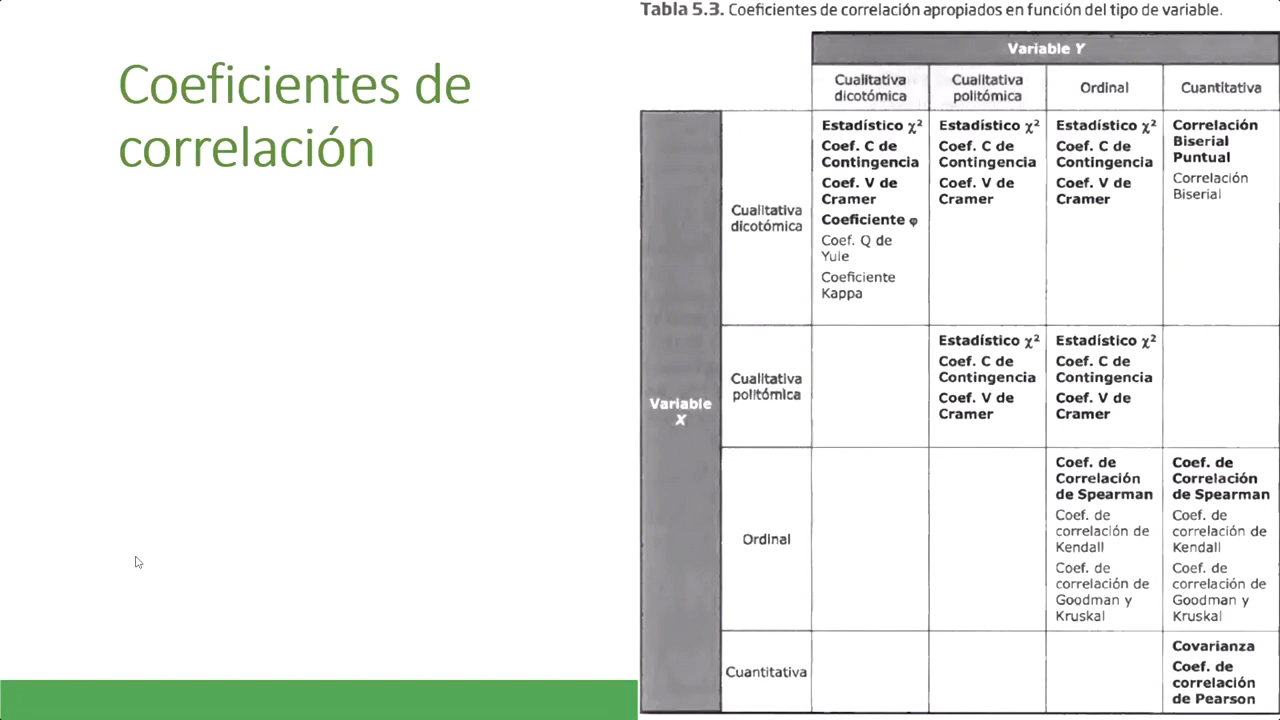 Coeficientes de
correlación
Tabla 5.3. Coeficientes de correlación apropiados en función del tipo de variable.
Variable Y
Cualitativa
dicotómica
Cualitativa
politómica
Ordinal
Cuantitativa
Variable
X
Cualitativa
dicotómica
Estadístico χ²
Coef. C de
Contingencia
Coef. V de
Cramer
Coeficiente φ
Coef. Q de
Yule
Coeficiente
Kappa
Estadístico χ²
Coef. C de
Contingencia
Coef. V de
Cramer
Estadístico χ²
Coef. C de
Contingencia
Coef. V de
Cramer
Correlación
Biserial
Puntual
Correlación
Biserial
Cualitativa
politómica
Estadístico χ²
Coef. C de
Contingencia
Coef. V de
Cramer
Estadístico χ²
Coef. C de
Contingencia
Coef. V de
Cramer
Ordinal
Coef. de
Correlación
de Spearman
Coef. de
correlación de
Kendall
Coef. de
correlación de
Goodman y
Kruskal
Coef. de
Correlación
de Spearman
Coef. de
correlación de
Kendall
Coef. de
correlación de
Goodman y
Kruskal
Cuantitativa
Covarianza
Coef. de
correlación
de Pearson